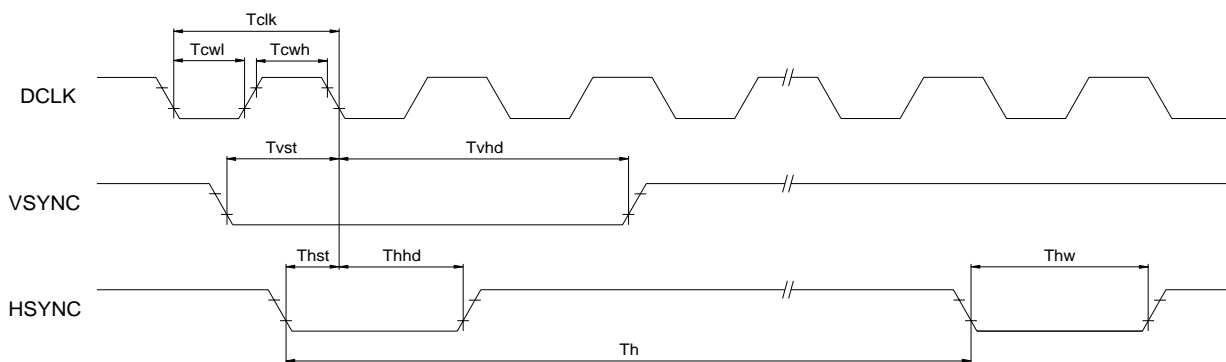 Tclk
Tcwl
Tcwh
DCLK
Tvst
Tvhd
VSYNC
Thst
Thhd
Thw
HSYNC
Th